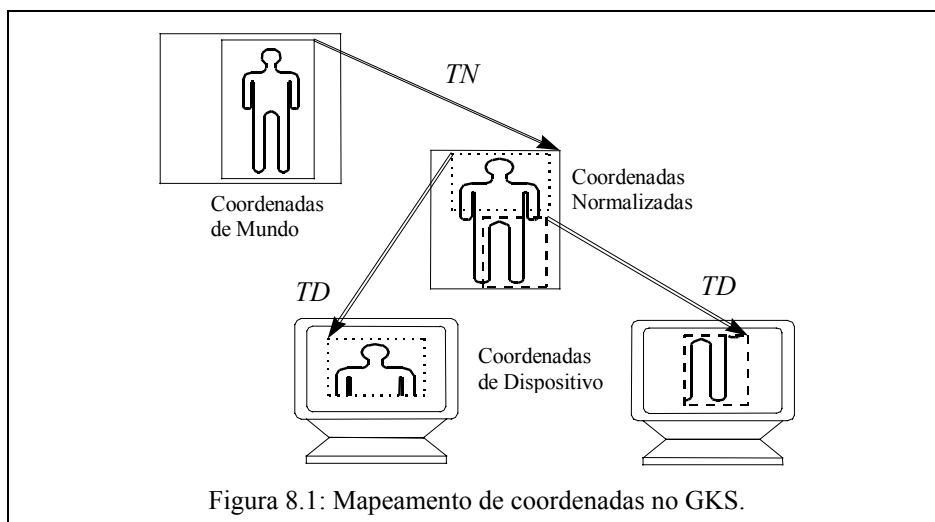 TN
Coordenadas
de Mundo
Coordenadas
Normalizadas
TD
TD
Coordenadas
de Dispositivo
Figura 8.1: Mapeamento de coordenadas no GKS.